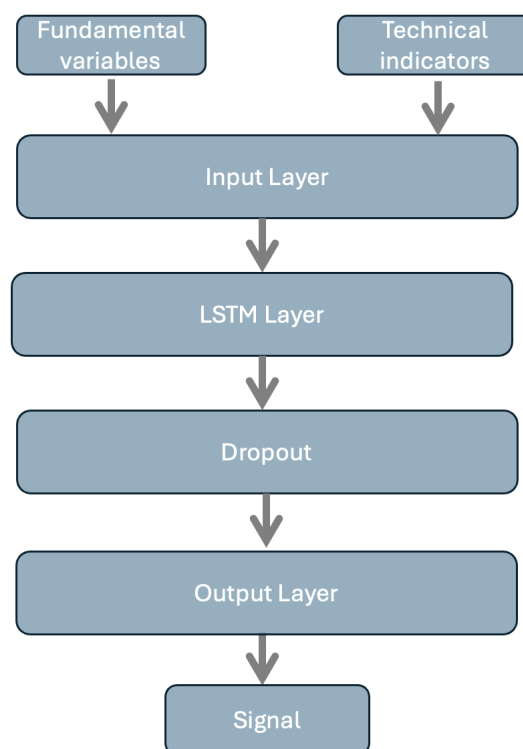 Fundamental
variables
Technical
indicators
Input Layer
LSTM Layer
Dropout
Output Layer
Signal